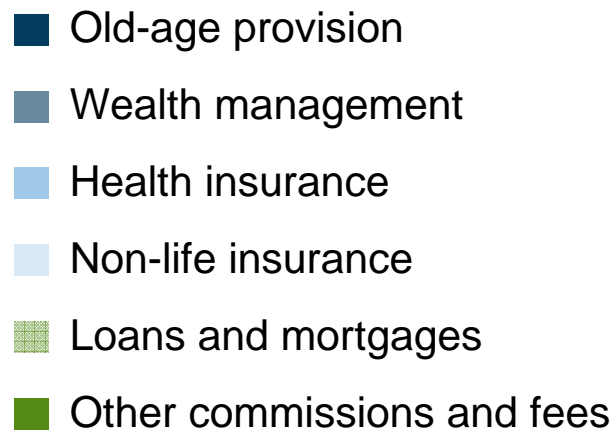 Old-age provision
Wealth management
Health insurance
Non-life insurance
Loans and mortgages
Other commissions and fees